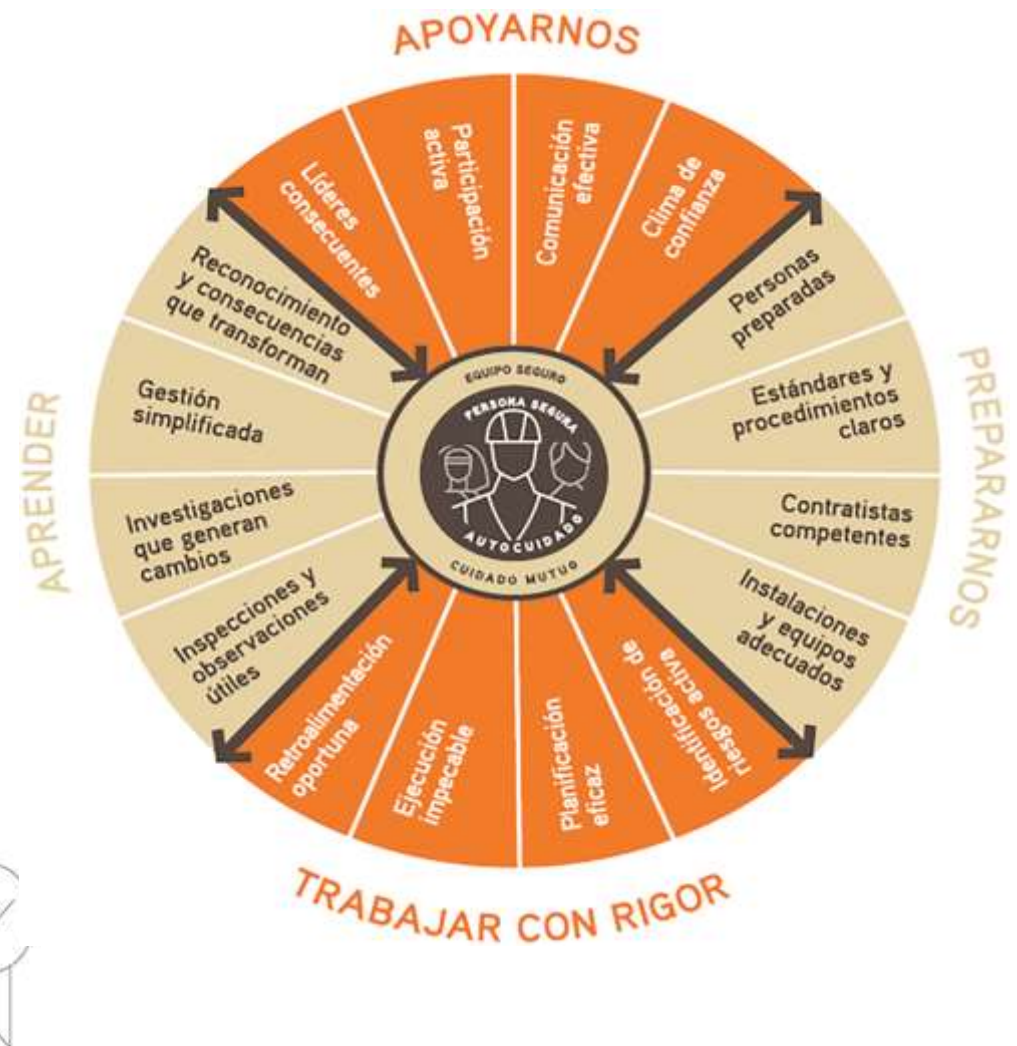 APOYARNOS
Líderes
consecuentes
Participación
activa
Comunicación
efectiva
Clima de
confianza
PREPARARNOS
Personas
preparadas
Estándares y
procedimientos
claros
Contratistas
competentes
Instalaciones
y equipos
adecuados
TRABAJAR CON RIGOR
Identificación de
riesgos activa
Planificación
eficaz
Ejecución
impecable
Retroalimentación
oportuna
APRENDER
Inspecciones y
observaciones
útiles
Investigaciones
que generan
cambios
Gestión
simplificada
Reconocimiento
y consecuencias
que transforman
EQUIPO SEGURO
PERSONA SEGURA
AUTOCUIDADO
CUIDADO MUTUO